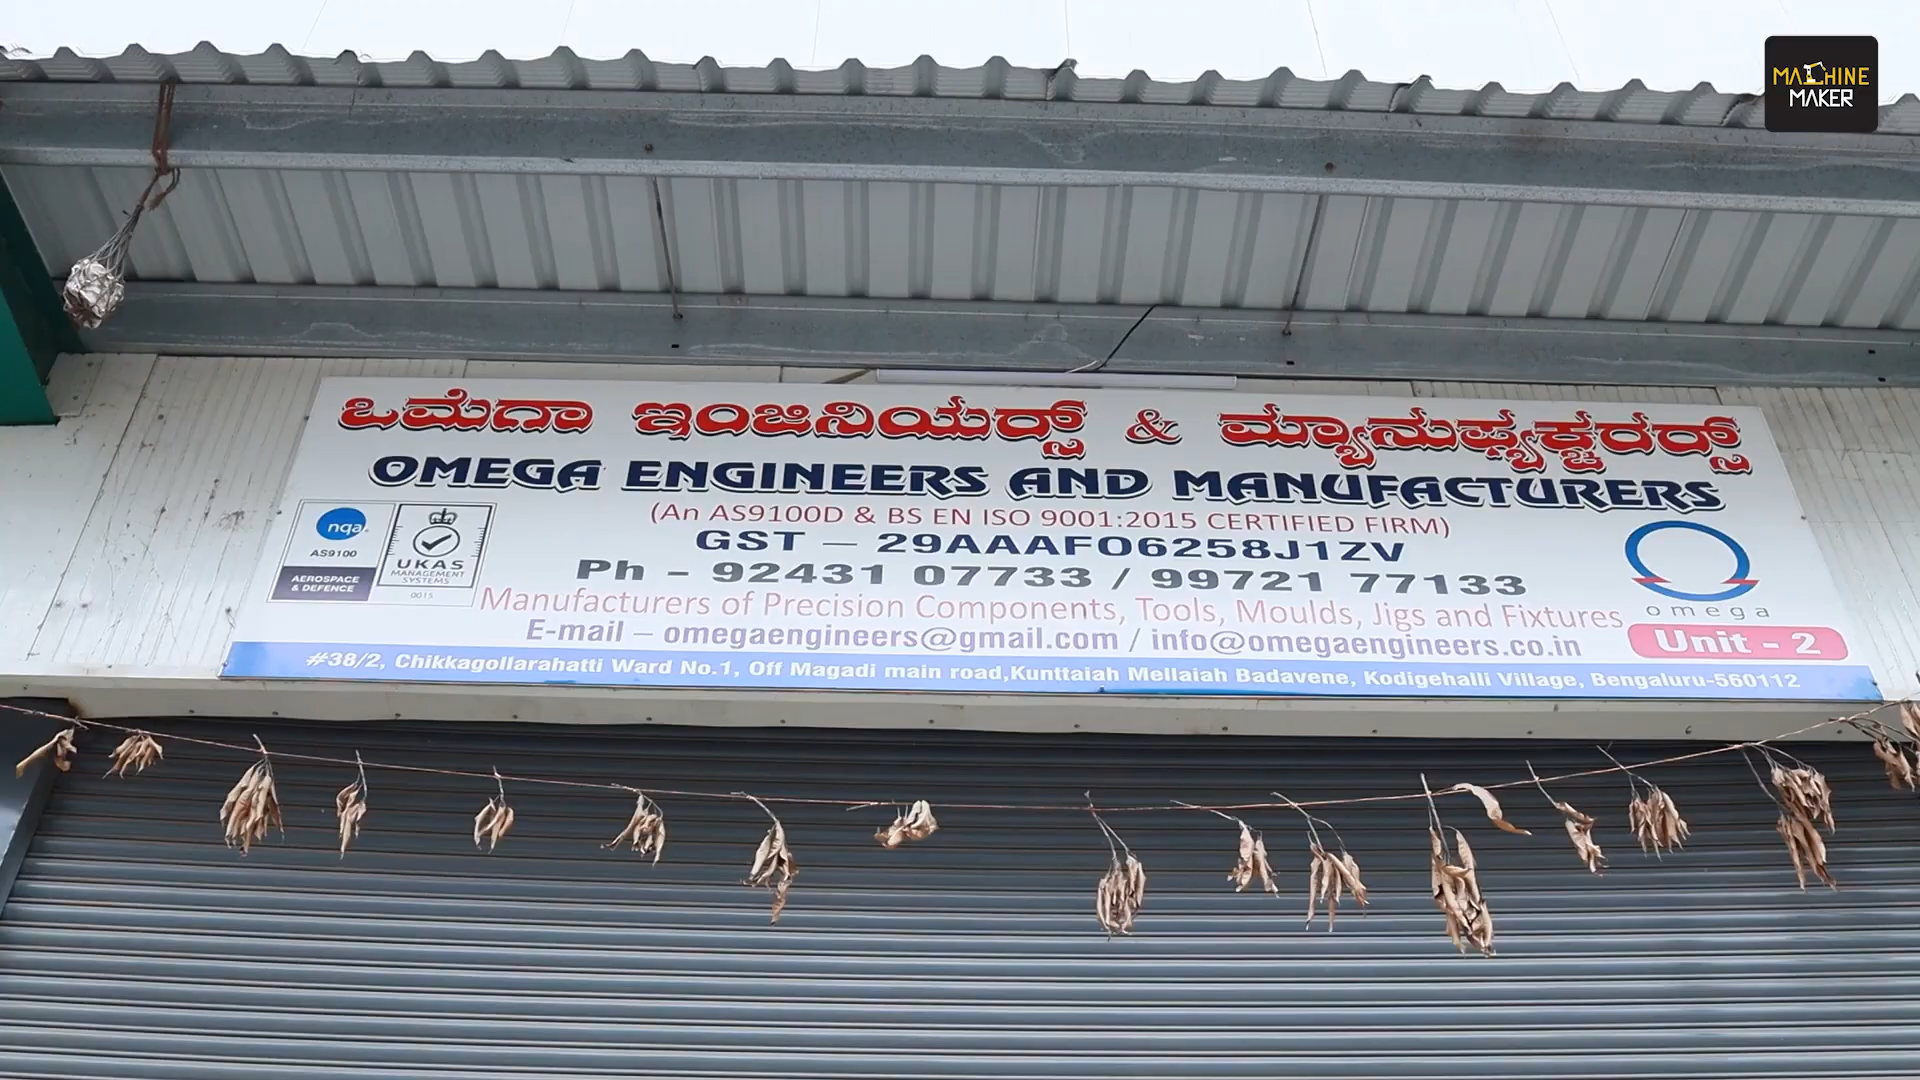 MACHINE
MAKER
ಒಮೆಗಾ ಇಂಜಿನಿಯರ್ಸ್ & ಮ್ಯಾನುಫ್ಯಕ್ಚರರ್ಸ್
OMEGA ENGINEERS AND MANUFACTURERS
(An AS9100D & BS EN ISO 9001:2015 CERTIFIED FIRM)
GST – 29AAAFO6258J1ZV
Ph - 92431 07733 / 99721 77133
Manufacturers of Precision Components, Tools, Moulds, Jigs and Fixtures
E-mail – omegaengineers@gmail.com / info@omegaengineers.co.in
#38/2, Chikkagollarahatti Ward No.1, Off Magadi main road,Kunttaiah Mellaiah Badavene, Kodigehalli Village, Bengaluru-560112
nqa.
AS9100
AEROSPACE
& DEFENCE
UKAS
MANAGEMENT
SYSTEMS
0015
omega
Unit - 2